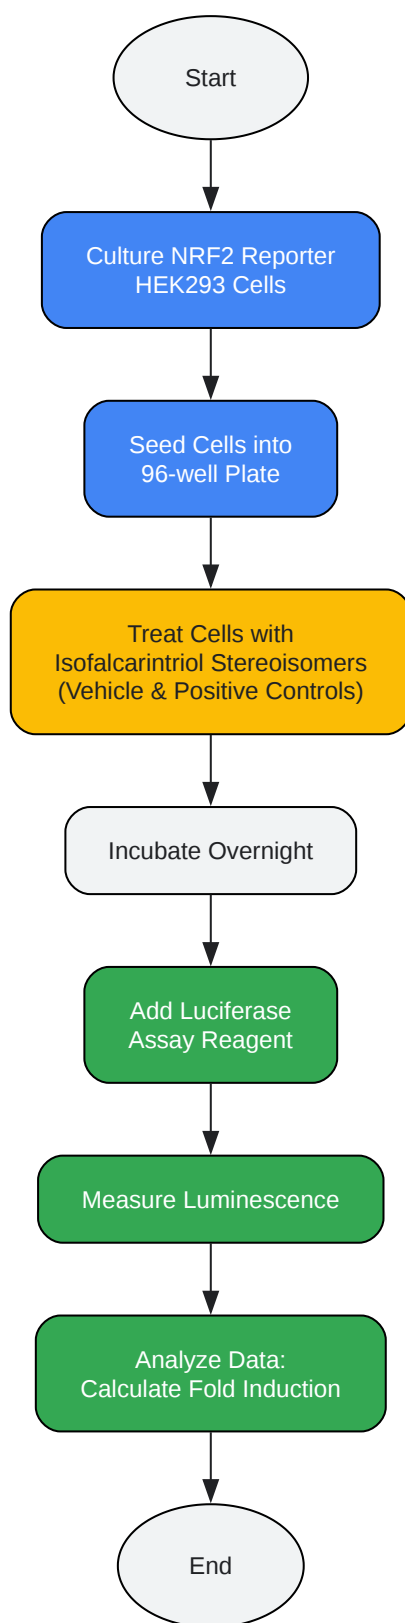 Start
Culture NRF2 Reporter
HEK293 Cells
Seed Cells into
96-well Plate
Treat Cells with
Isofalcarintriol Stereoisomers
(Vehicle & Positive Controls)
Incubate Overnight
Add Luciferase
Assay Reagent
Measure Luminescence
Analyze Data:
Calculate Fold Induction
End